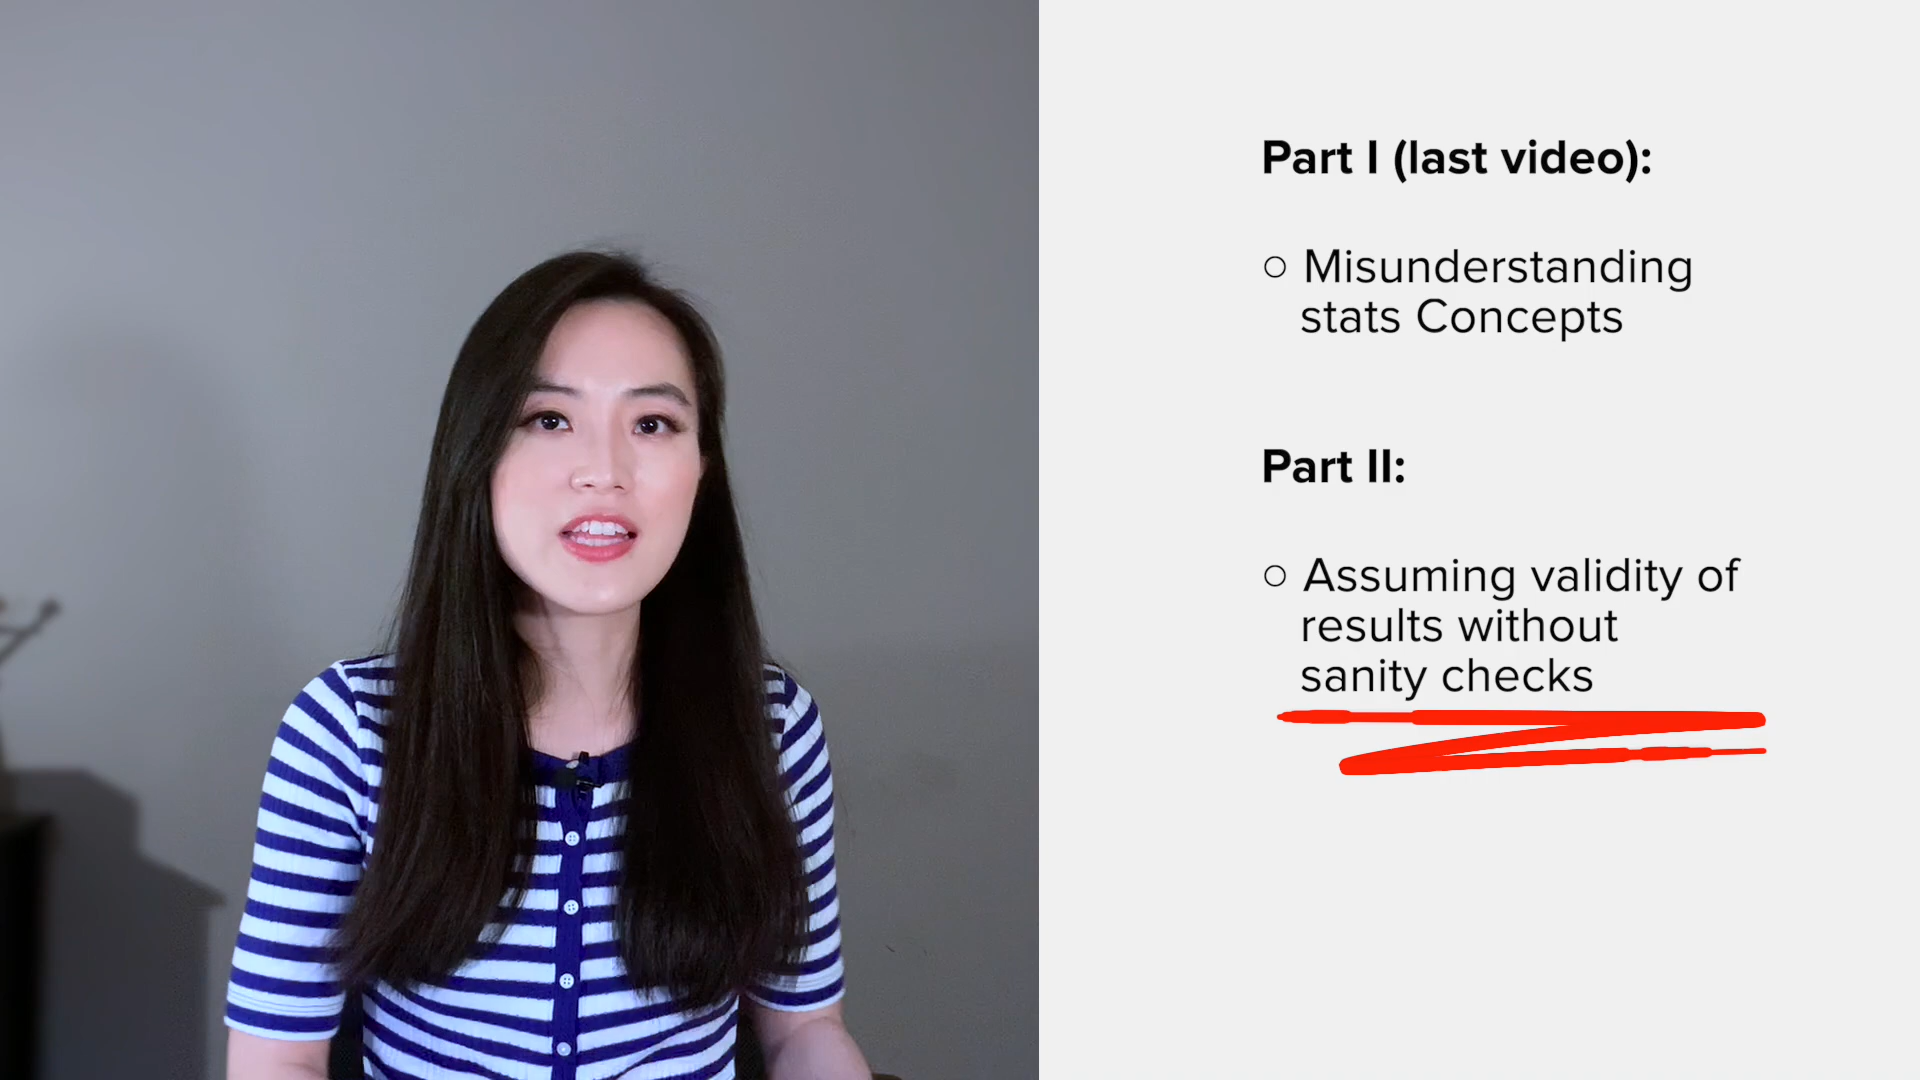 Part I (last video):
○ Misunderstanding
stats Concepts
Part II:
○ Assuming validity of
results without
sanity checks